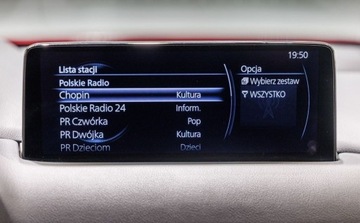 19:50
Lista stacji
Opcja
Polskie Radio
Wybierz zestaw
Chopin Kultura
WSZYSTKO
Polskie Radio 24 Inform.
PR Czwórka Pop
PR Dwójka Kultura
PR Dzieciom Dzieci